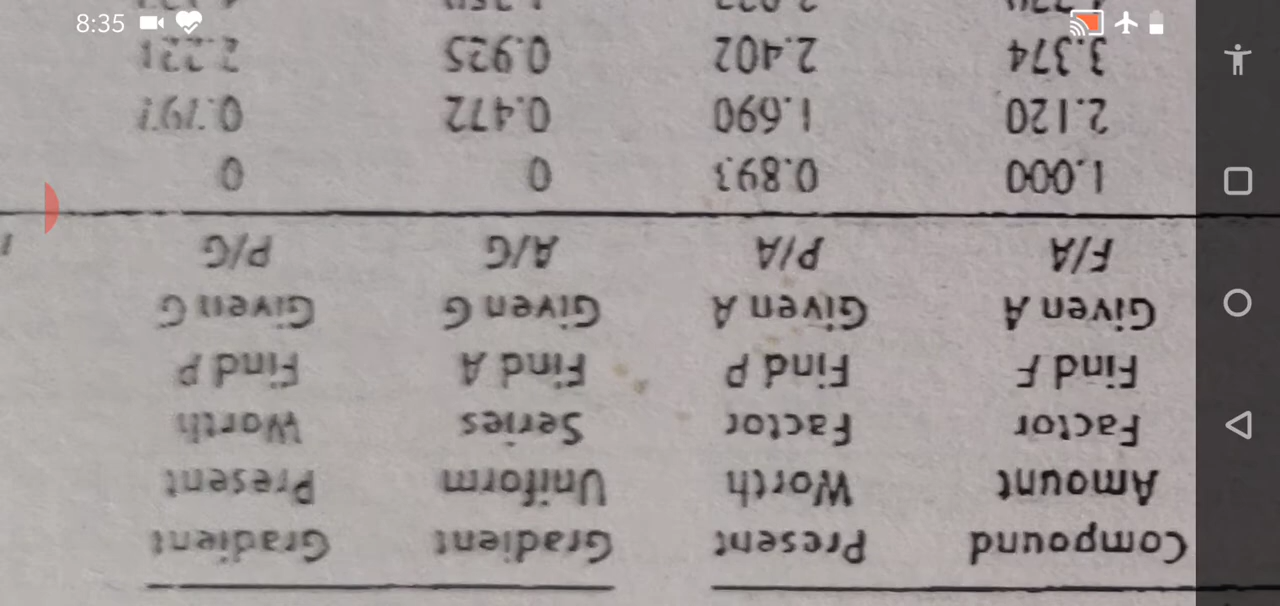 8:35
Compound Present Gradient Gradient
Amount Worth Uniform Present
Factor Factor Series Worth
Find F Find P Find A Find P
Given A Given A Given G Given G
F/A P/A A/G P/G
1.000 0.893 0 0
2.120 1.690 0.472 0.797
3.374 2.402 0.925 2.221